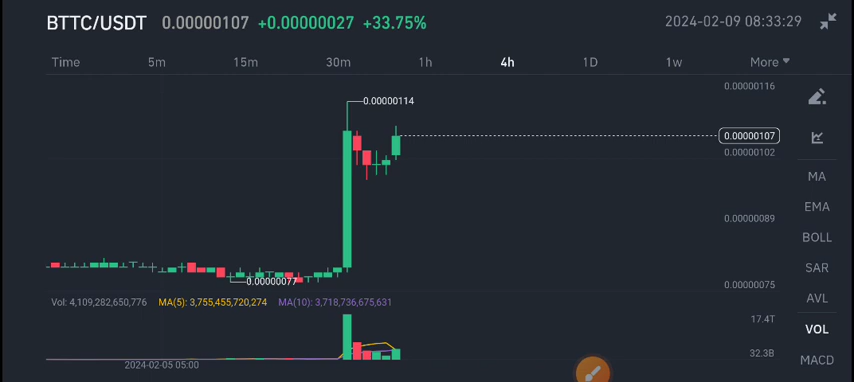 BTTC/USDT 0.00000107 +0.00000027 +33.75% 2024-02-09 08:33:29
Time 5m 15m 30m 1h 4h 1D 1w More
0.00000116
0.00000114
0.00000107
0.00000102
MA
EMA
0.00000089
BOLL
SAR
0.00000077
0.00000075
AVL
Vol: 4,109,282,650,776 MA(5): 3,755,455,720,274 MA(10): 3,718,736,675,631
17.4T
VOL
32.3B
MACD
2024-02-05 05:00